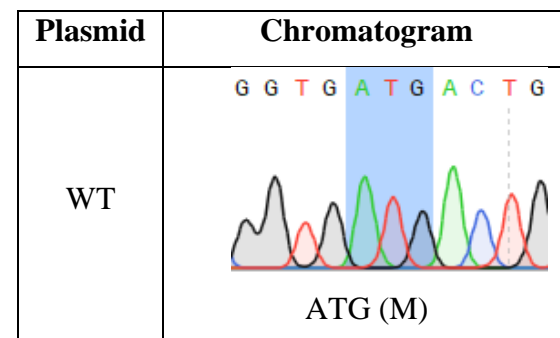 Plasmid Chromatogram
G G T G A T G A C T G
WT
ATG (M)